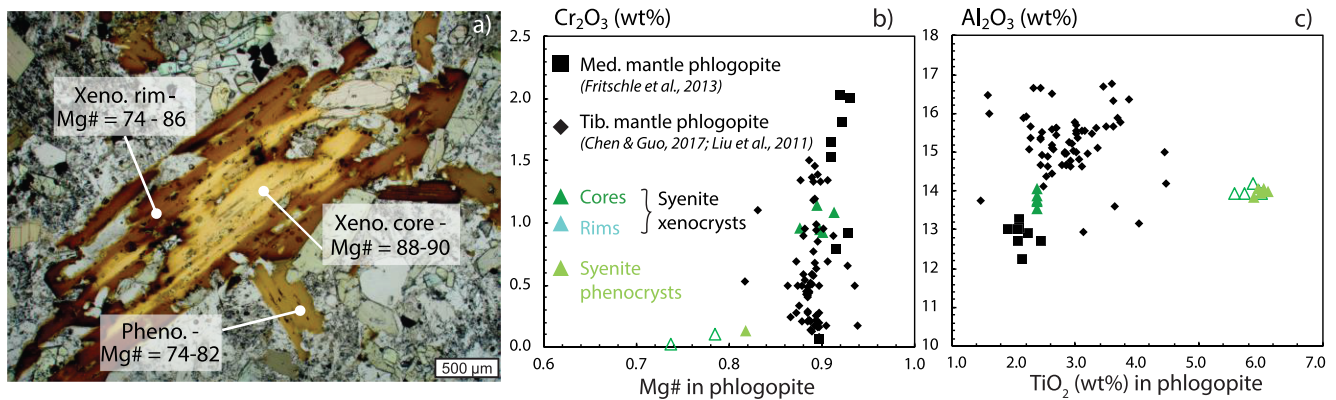 a)
Xeno. rim -
Mg# = 74 - 86
Xeno. core -
Mg# = 88-90
Pheno. -
Mg# = 74-82
500 µm
Cr₂O₃ (wt%)
b)
2.5
2.0
1.5
1.0
0.5
0.0
Med. mantle phlogopite
(Fritschle et al., 2013)
Tib. mantle phlogopite
(Chen & Guo, 2017; Liu et al., 2011)
Cores
Rims
Syenite
xenocrysts
Syenite
phenocrysts
0.6 0.7 0.8 0.9 1.0
Mg# in phlogopite
Al₂O₃ (wt%)
c)
18
17
16
15
14
13
12
11
10
1.0 2.0 3.0 4.0 5.0 6.0 7.0
TiO₂ (wt%) in phlogopite